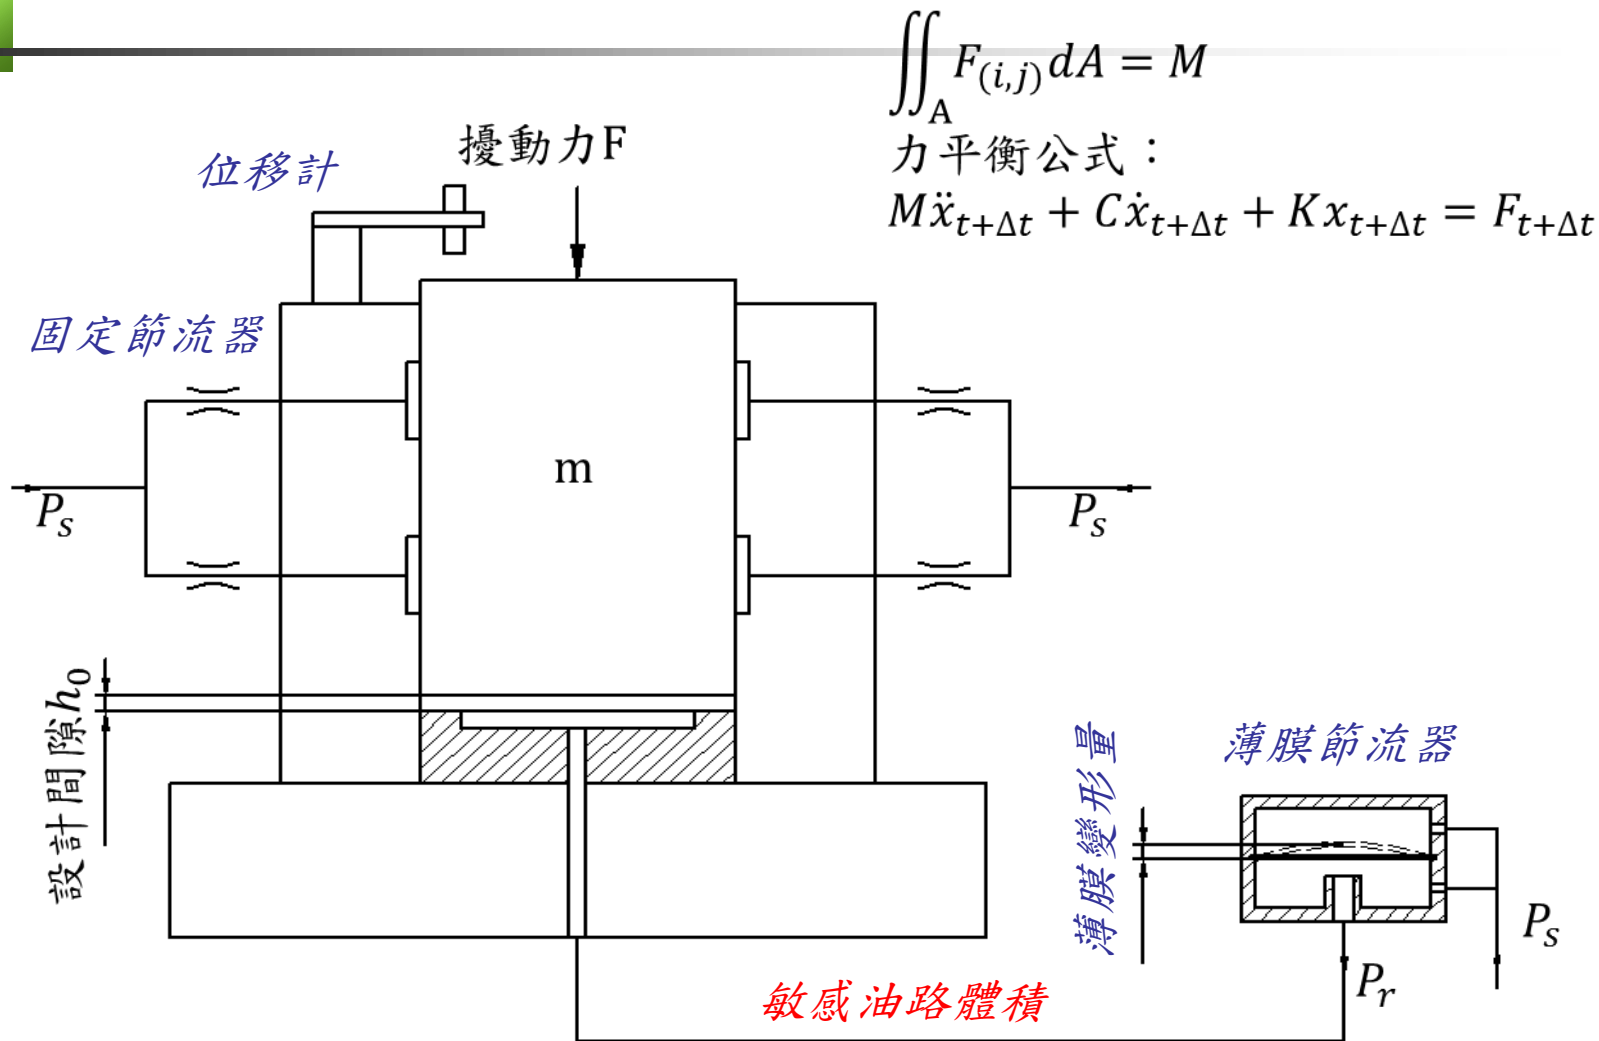 ∬_A F_(i,j) dA = M
力平衡公式：
Mẍ_{t+Δt} + Cẋ_{t+Δt} + Kx_{t+Δt} = F_{t+Δt}
擾動力F
位移計
固定節流器
m
P_s
P_s
設計間隙h_0
薄膜變形量
薄膜節流器
P_s
P_r
敏感油路體積